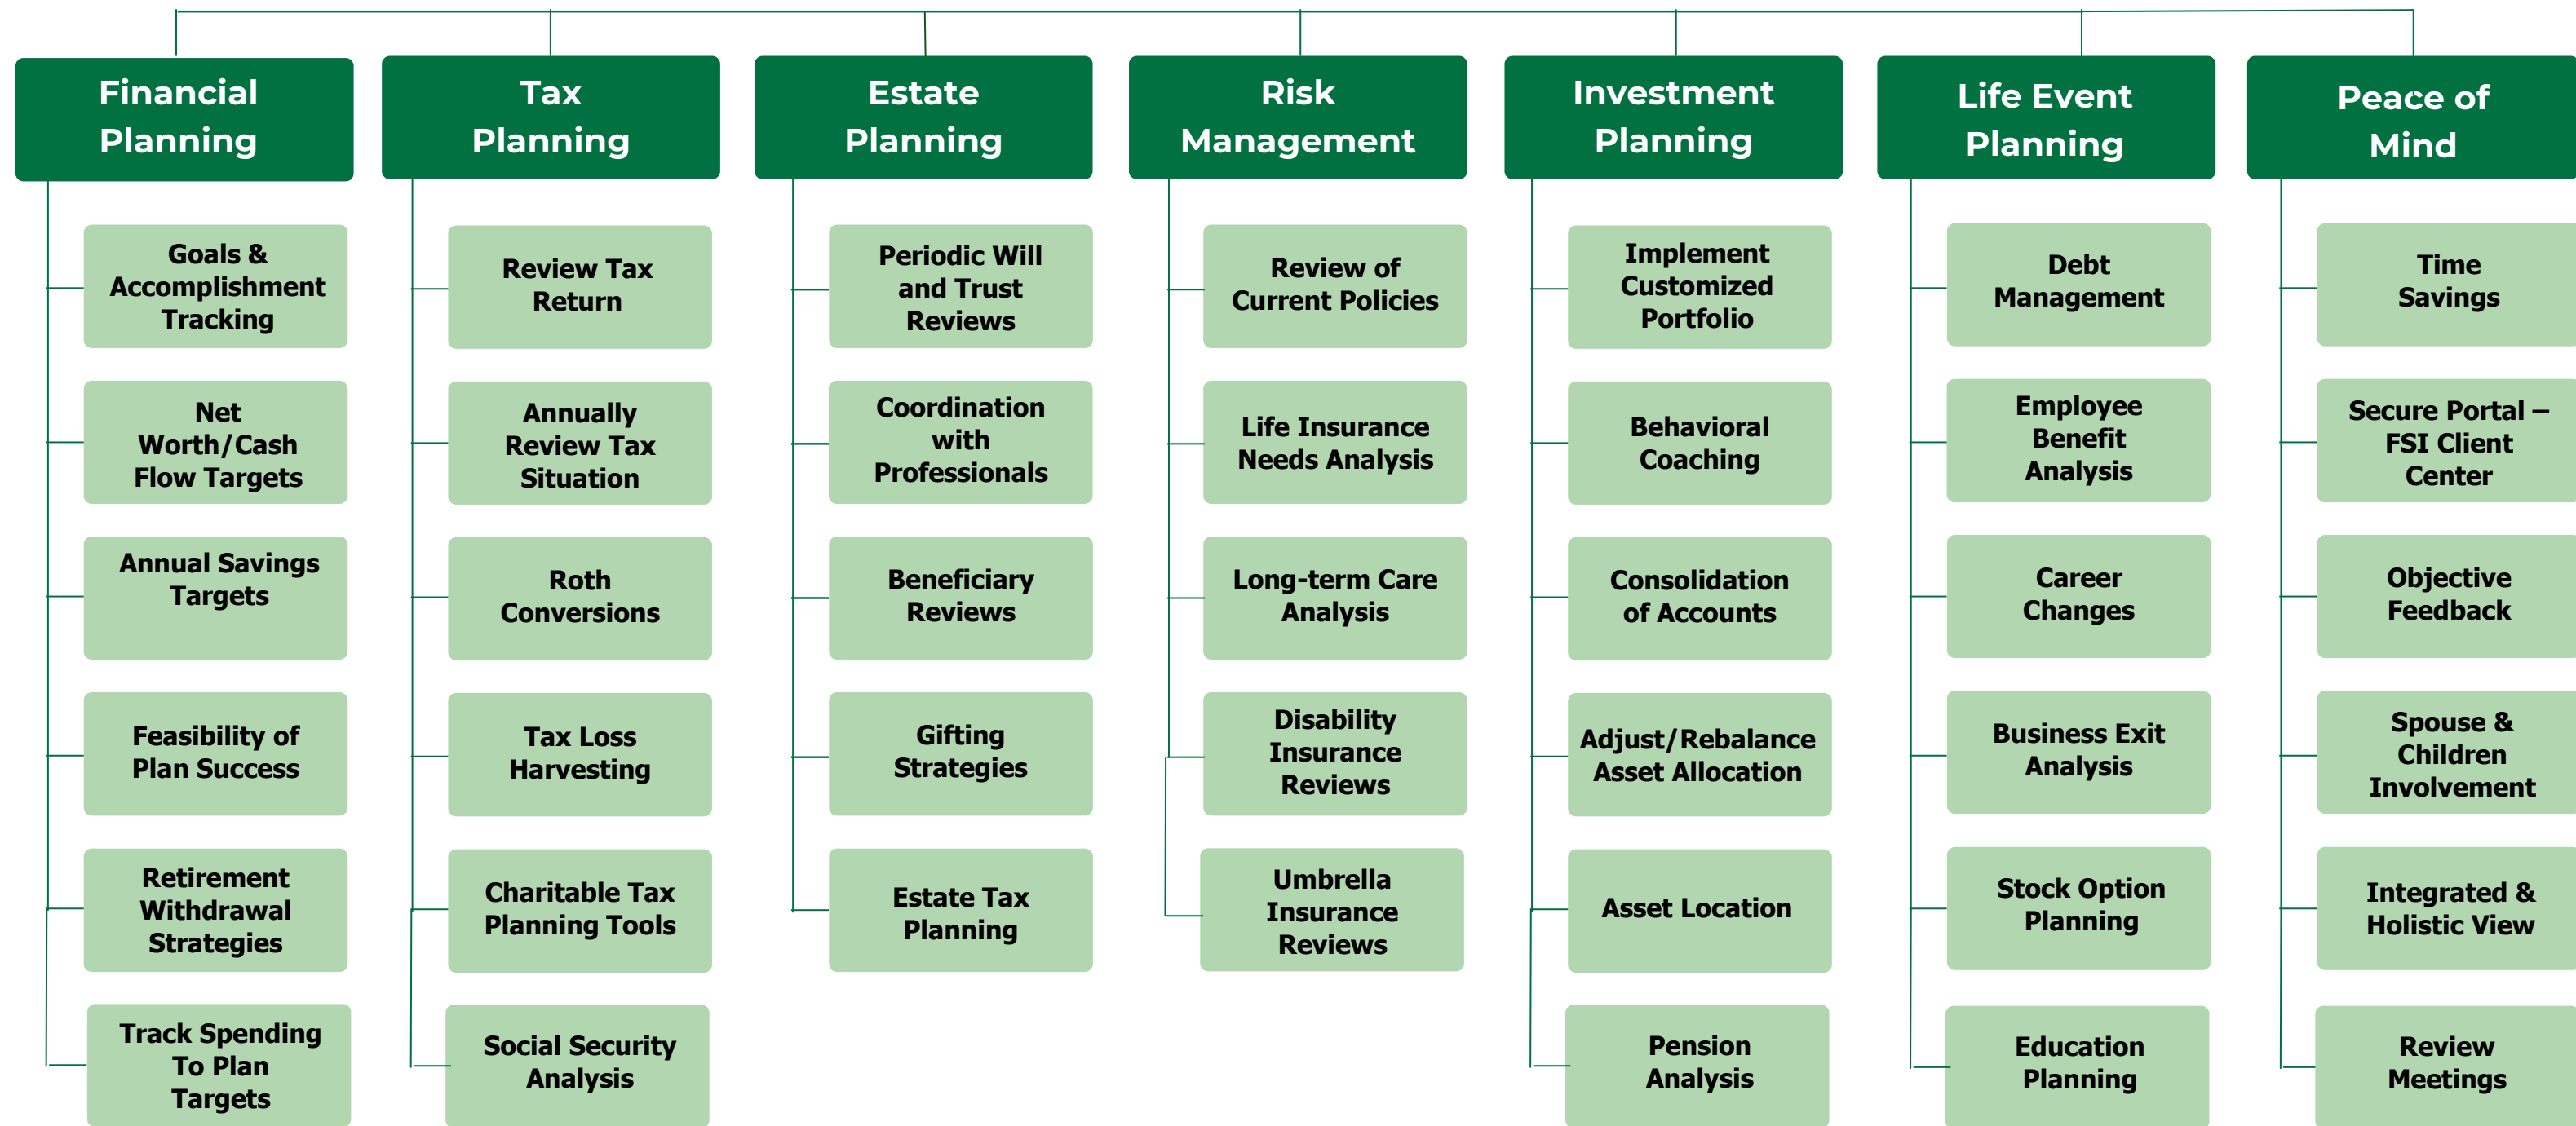 Financial
Planning
Goals &
Accomplishment
Tracking
Net
Worth/Cash
Flow Targets
Annual Savings
Targets
Feasibility of
Plan Success
Retirement
Withdrawal
Strategies
Track Spending
To Plan
Targets
Tax
Planning
Review Tax
Return
Annually
Review Tax
Situation
Roth
Conversions
Tax Loss
Harvesting
Charitable Tax
Planning Tools
Social Security
Analysis
Estate
Planning
Periodic Will
and Trust
Reviews
Coordination
with
Professionals
Beneficiary
Reviews
Gifting
Strategies
Estate Tax
Planning
Risk
Management
Review of
Current Policies
Life Insurance
Needs Analysis
Long-term Care
Analysis
Disability
Insurance
Reviews
Umbrella
Insurance
Reviews
Investment
Planning
Implement
Customized
Portfolio
Behavioral
Coaching
Consolidation
of Accounts
Adjust/Rebalance
Asset Allocation
Asset Location
Pension
Analysis
Life Event
Planning
Debt
Management
Employee
Benefit
Analysis
Career
Changes
Business Exit
Analysis
Stock Option
Planning
Education
Planning
Peace of
Mind
Time
Savings
Secure Portal –
FSI Client
Center
Objective
Feedback
Spouse &
Children
Involvement
Integrated &
Holistic View
Review
Meetings